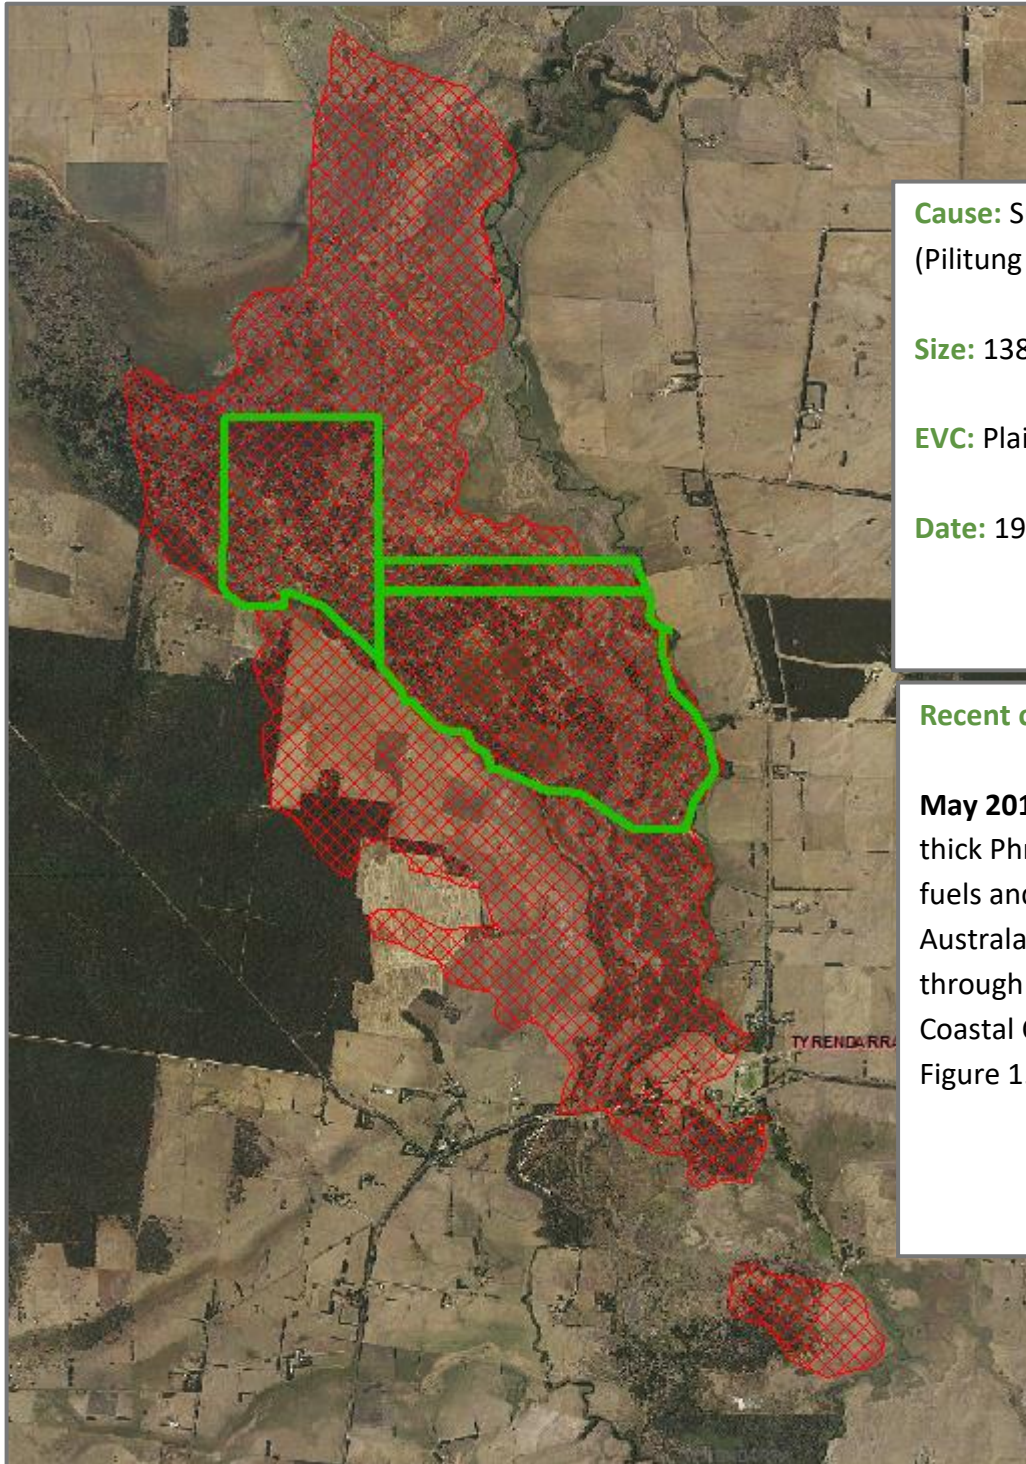 Cause: S
(Pilitung
Size: 138
EVC: Plai
Date: 19
Recent
May 201
thick Phr
fuels and
Australa
through
Coastal
Figure 1
TYRENDARRA